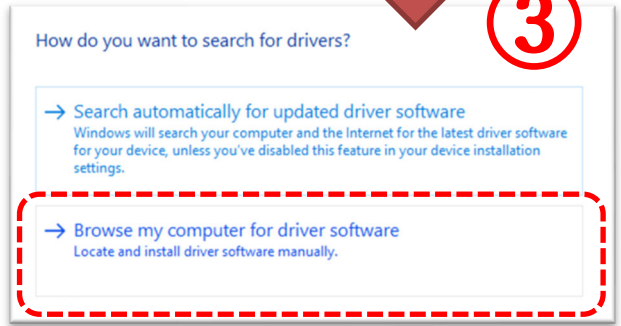 ③
How do you want to search for drivers?
→ Search automatically for updated driver software
Windows will search your computer and the Internet for the latest driver software
for your device, unless you've disabled this feature in your device installation
settings.
→ Browse my computer for driver software
Locate and install driver software manually.